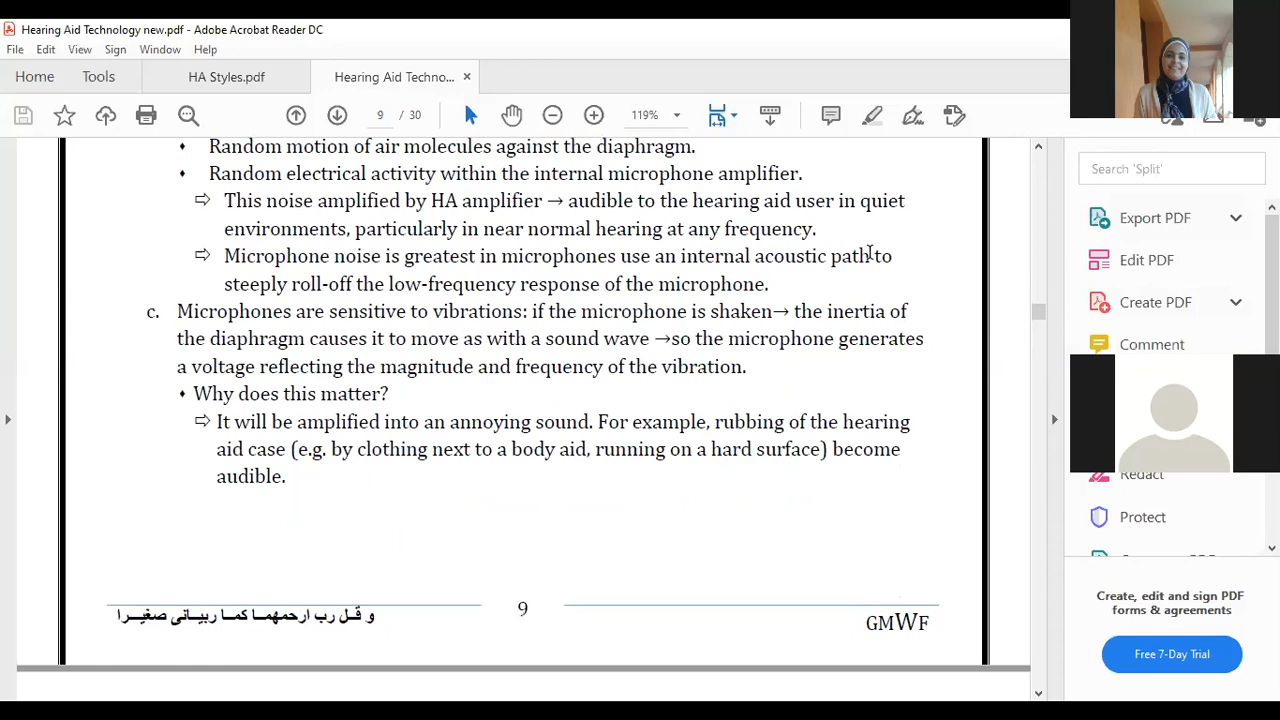 Hearing Aid Technology new.pdf - Adobe Acrobat Reader DC
File Edit View Sign Window Help
Home Tools HA Styles.pdf Hearing Aid Techno... ×
9 / 30 119%
Search 'Split'
• Random motion of air molecules against the diaphragm.
• Random electrical activity within the internal microphone amplifier.
⇨ This noise amplified by HA amplifier → audible to the hearing aid user in quiet
environments, particularly in near normal hearing at any frequency.
⇨ Microphone noise is greatest in microphones use an internal acoustic path to
steeply roll-off the low-frequency response of the microphone.
c. Microphones are sensitive to vibrations: if the microphone is shaken→ the inertia of
the diaphragm causes it to move as with a sound wave →so the microphone generates
a voltage reflecting the magnitude and frequency of the vibration.
• Why does this matter?
⇨ It will be amplified into an annoying sound. For example, rubbing of the hearing
aid case (e.g. by clothing next to a body aid, running on a hard surface) become
audible.
و قـل رب ارحمهمـا كمـا ربيـانى صغيـرا
9
GMWF
Export PDF
Edit PDF
Create PDF
Comment
Redact
Protect
Create, edit and sign PDF
forms & agreements
Free 7-Day Trial